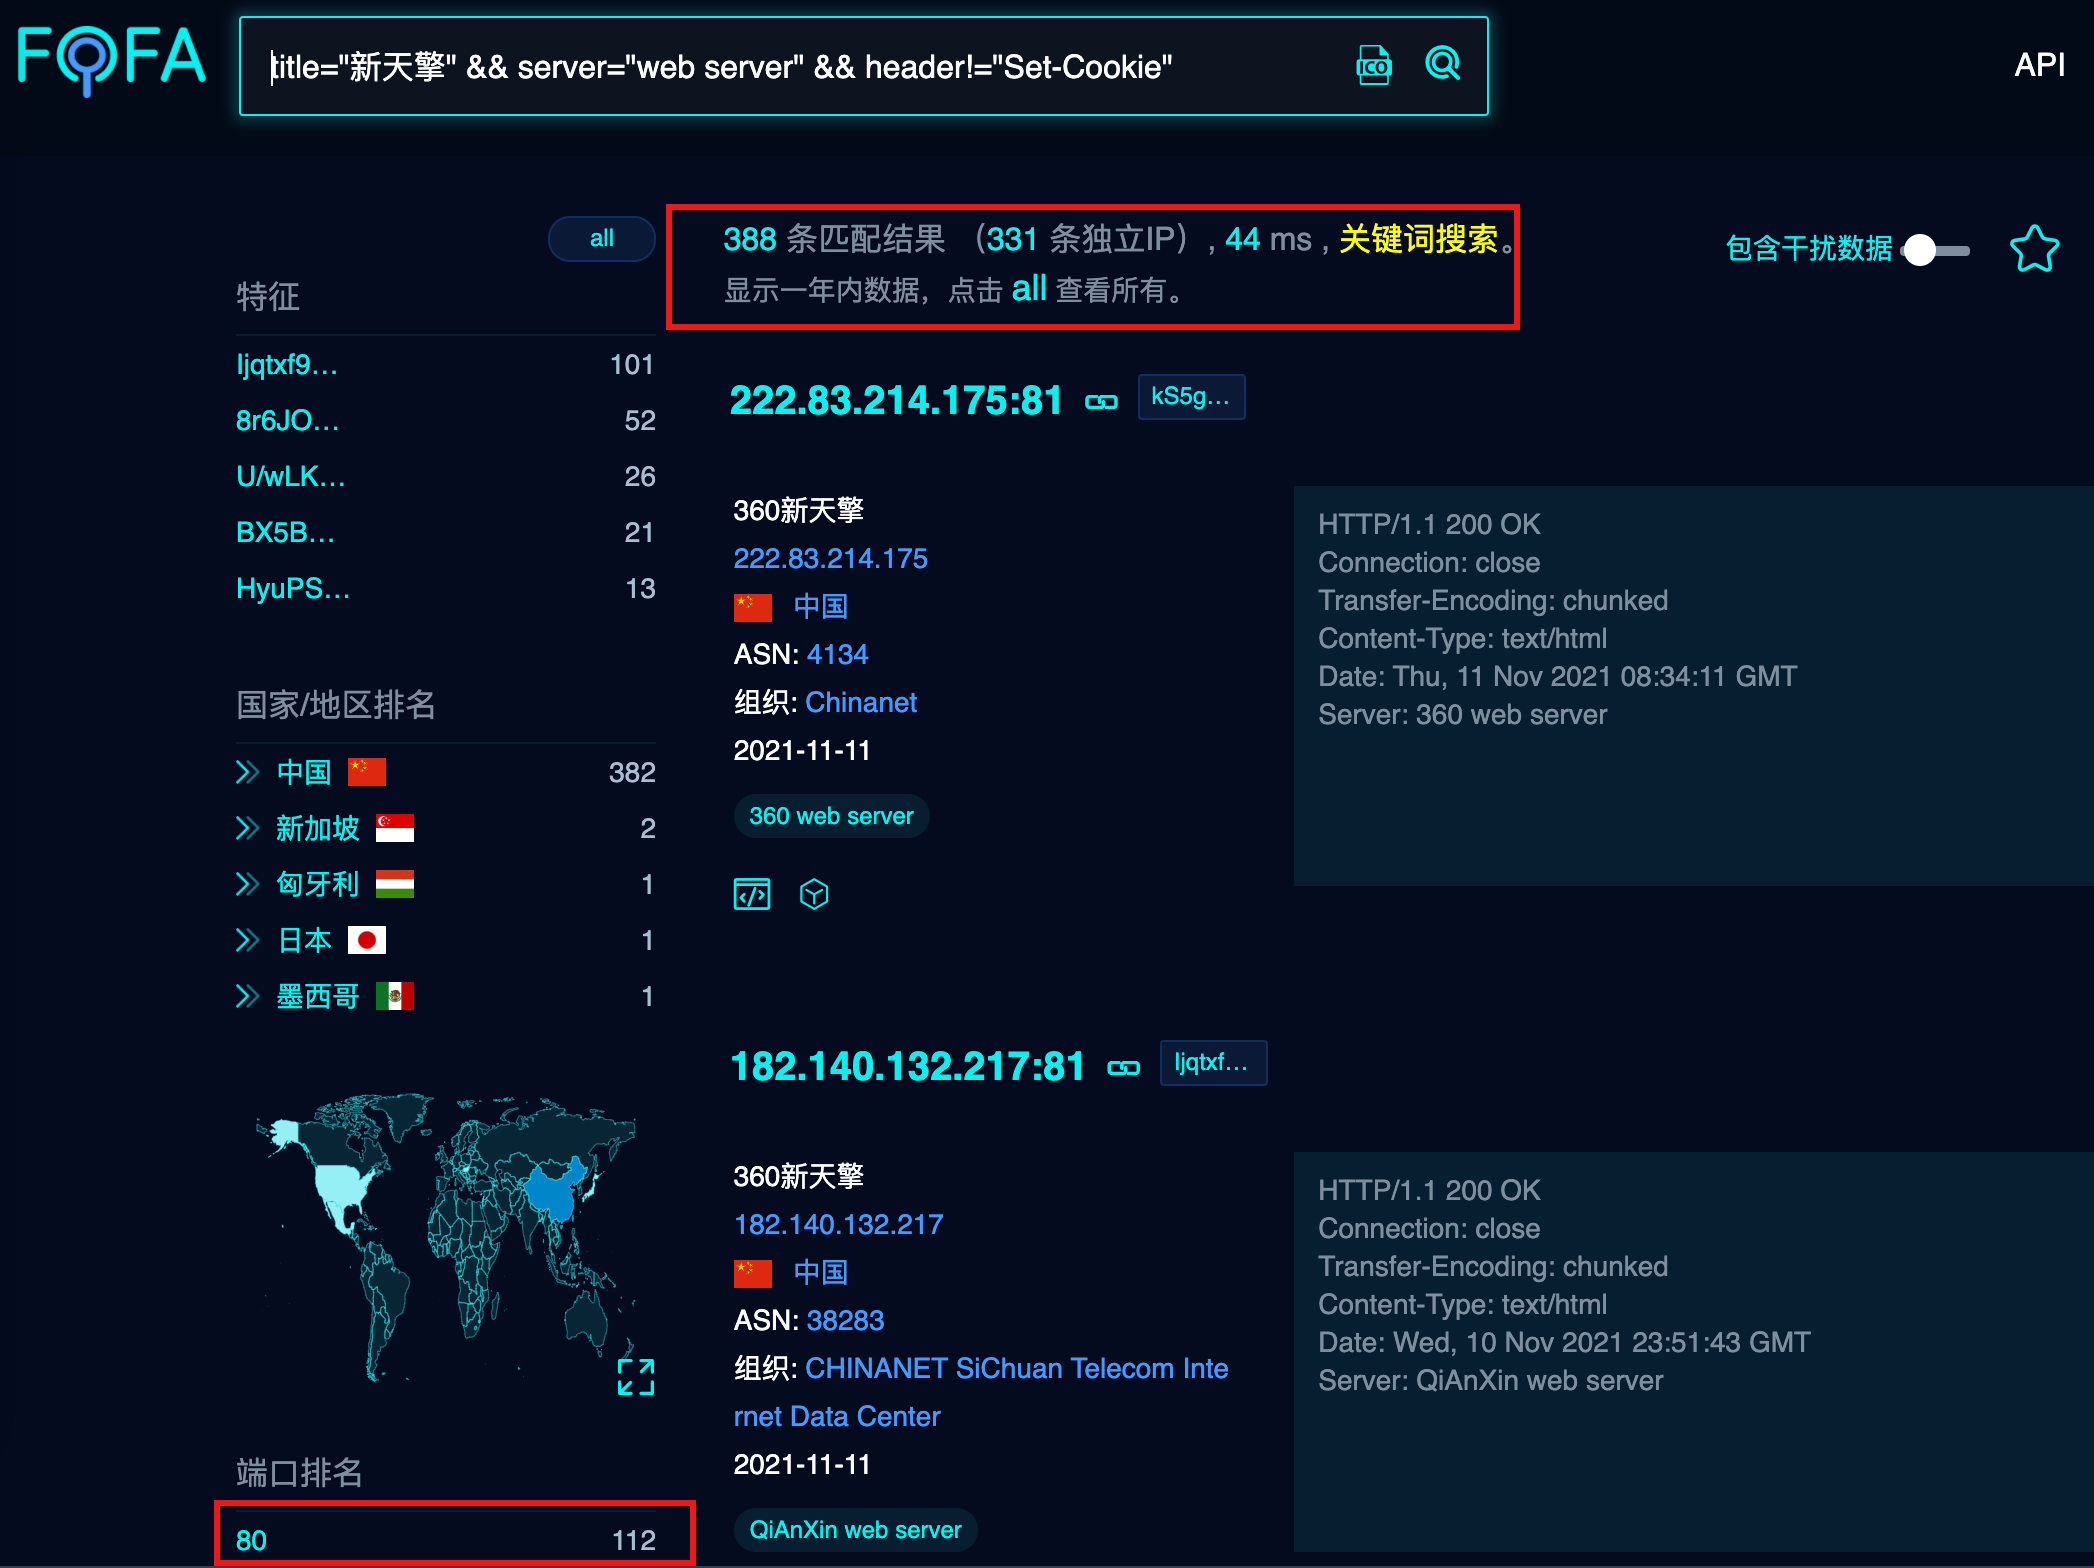 FOFA
title="新天擎" && server="web server" && header!="Set-Cookie"
ICO
API
all
388 条匹配结果 （331 条独立IP）, 44 ms , 关键词搜索。
显示一年内数据，点击 all 查看所有。
包含干扰数据
特征
Ijqtxf9... 101
8r6JO... 52
U/wLK... 26
BX5B... 21
HyuPS... 13
国家/地区排名
中国 382
新加坡 2
匈牙利 1
日本 1
墨西哥 1
端口排名
80 112
222.83.214.175:81
kS5g...
360新天擎
222.83.214.175
中国
ASN: 4134
组织: Chinanet
2021-11-11
360 web server
HTTP/1.1 200 OK
Connection: close
Transfer-Encoding: chunked
Content-Type: text/html
Date: Thu, 11 Nov 2021 08:34:11 GMT
Server: 360 web server
182.140.132.217:81
Ijqtxf...
360新天擎
182.140.132.217
中国
ASN: 38283
组织: CHINANET SiChuan Telecom Inte
rnet Data Center
2021-11-11
QiAnXin web server
HTTP/1.1 200 OK
Connection: close
Transfer-Encoding: chunked
Content-Type: text/html
Date: Wed, 10 Nov 2021 23:51:43 GMT
Server: QiAnXin web server